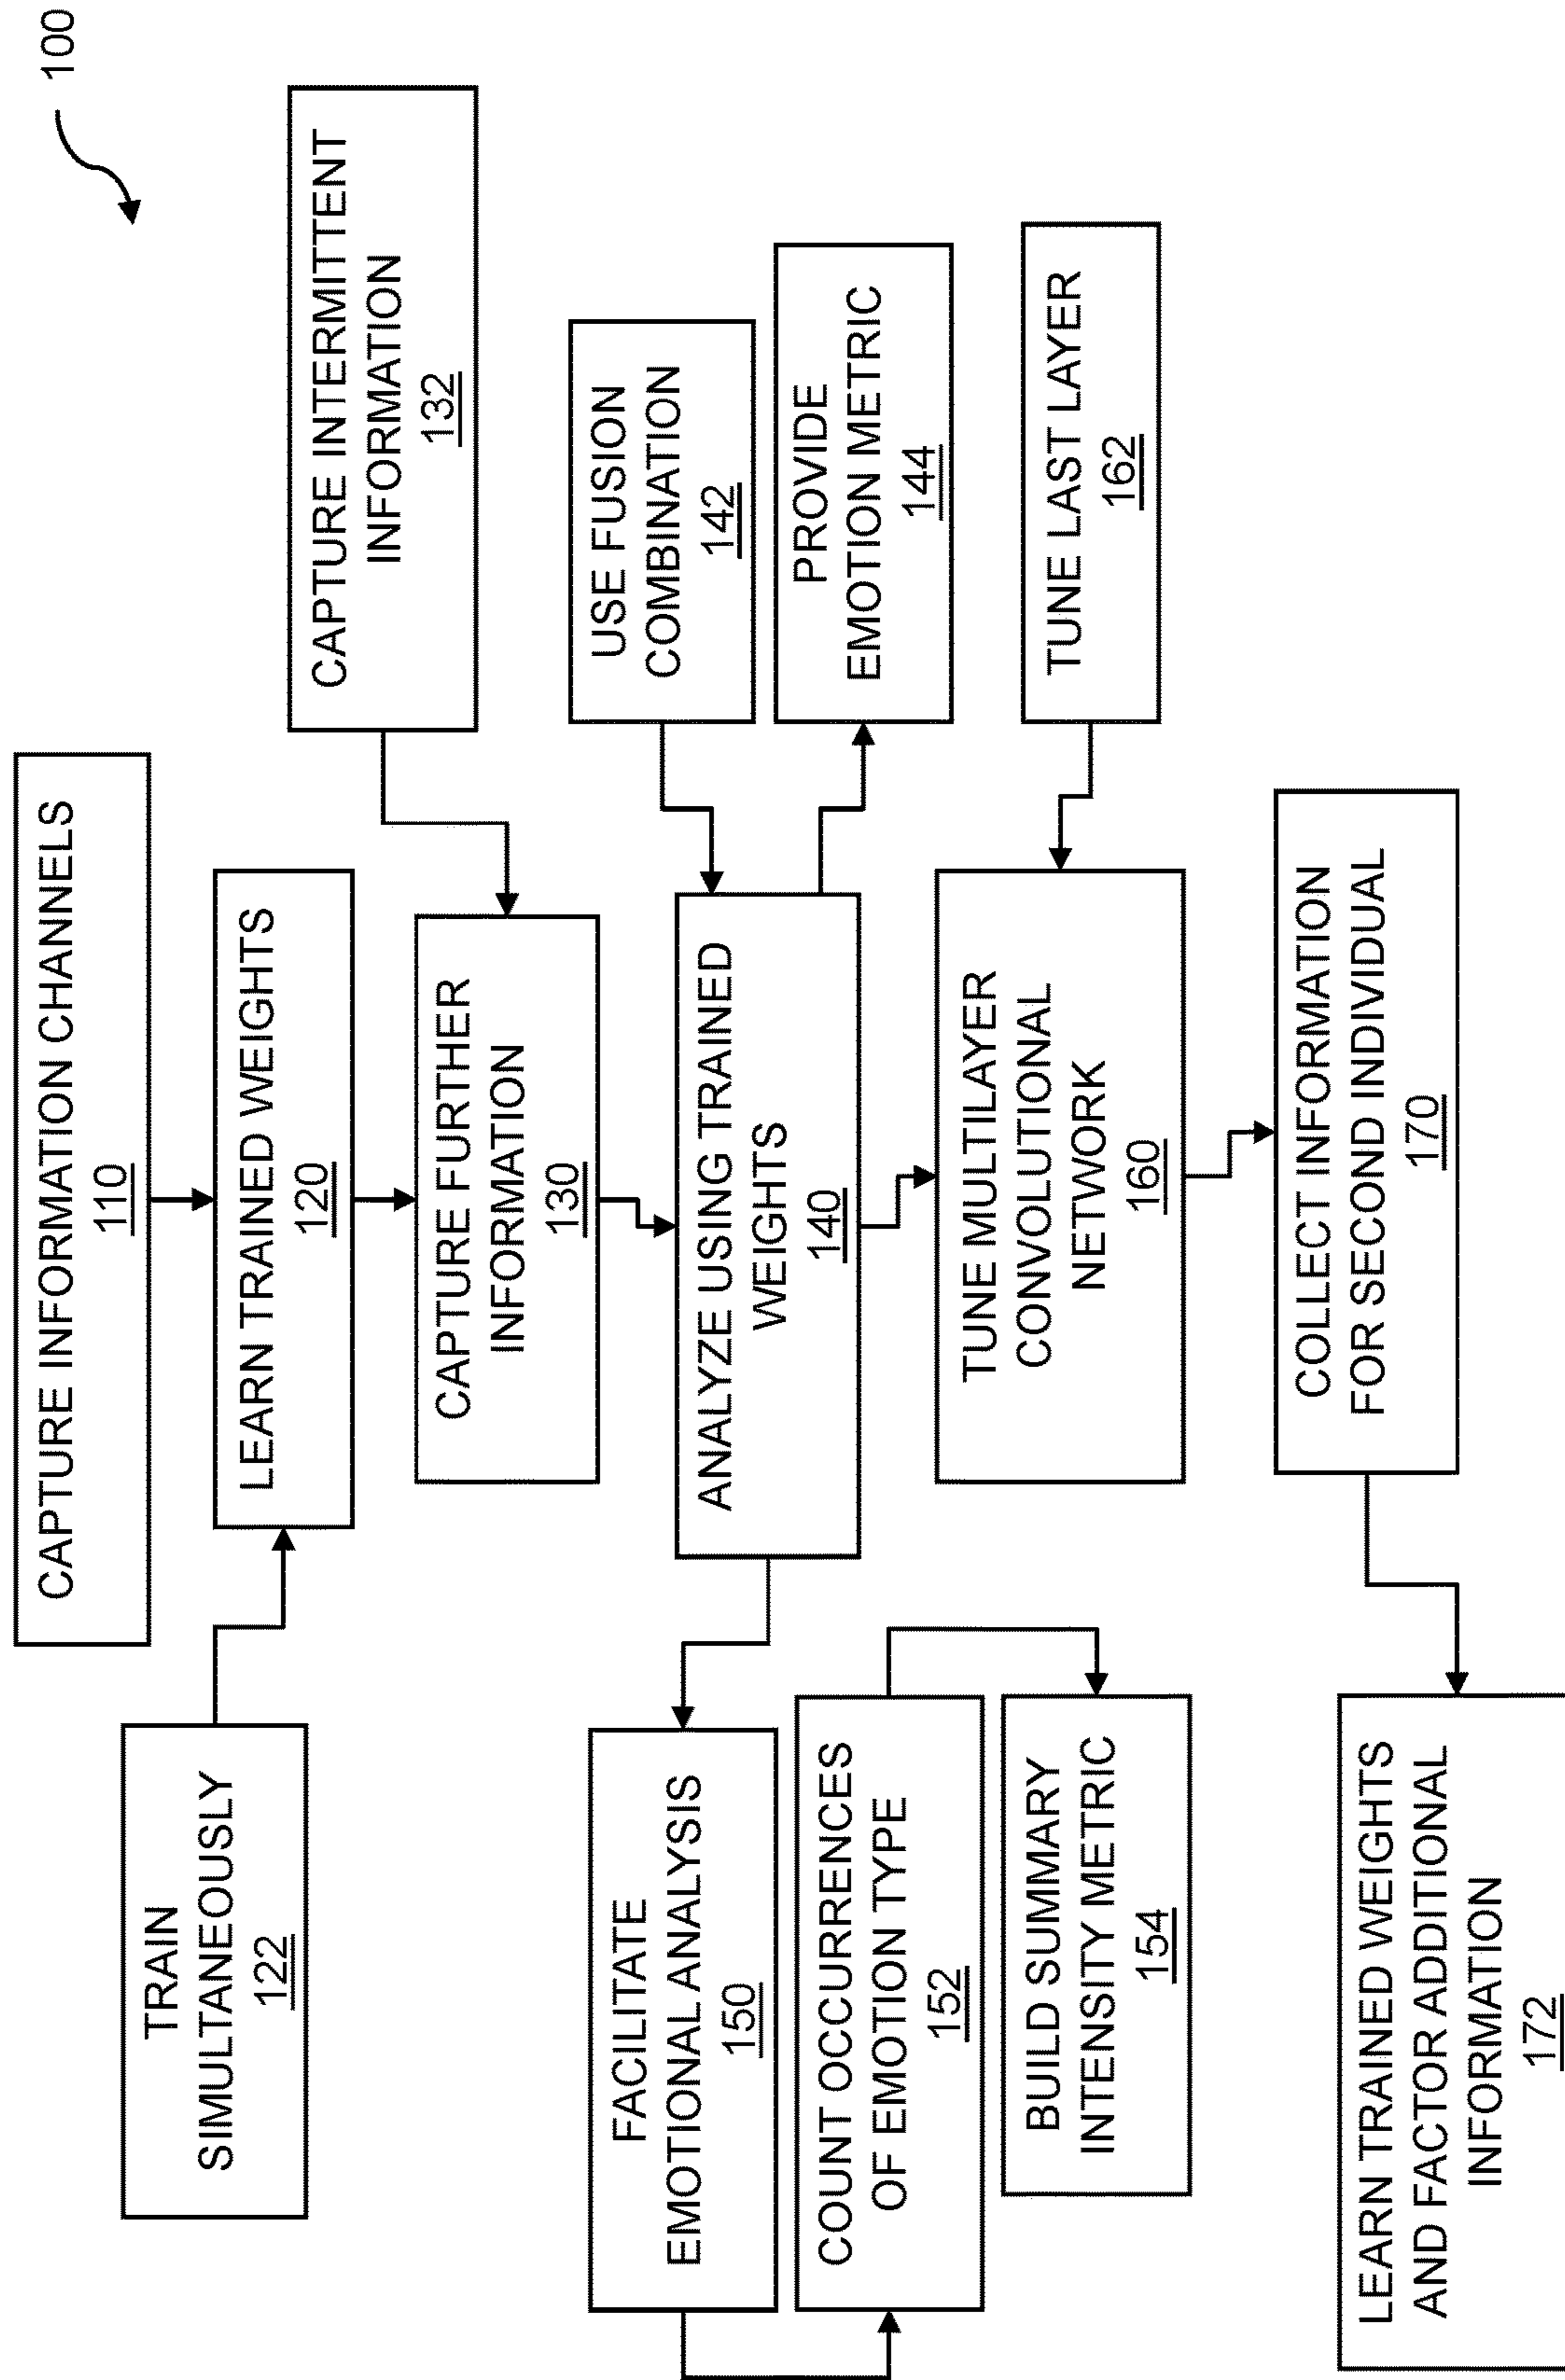 100
CAPTURE INFORMATION CHANNELS
110
TRAIN
SIMULTANEOUSLY
122
LEARN TRAINED WEIGHTS
120
CAPTURE INTERMITTENT
INFORMATION
132
CAPTURE FURTHER
INFORMATION
130
USE FUSION
COMBINATION
142
FACILITATE
EMOTIONAL ANALYSIS
150
ANALYZE USING TRAINED
WEIGHTS
140
PROVIDE
EMOTION METRIC
144
COUNT OCCURRENCES
OF EMOTION TYPE
152
TUNE MULTILAYER
CONVOLUTIONAL
NETWORK
160
TUNE LAST LAYER
162
BUILD SUMMARY
INTENSITY METRIC
154
COLLECT INFORMATION
FOR SECOND INDIVIDUAL
170
LEARN TRAINED WEIGHTS
AND FACTOR ADDITIONAL
INFORMATION
172